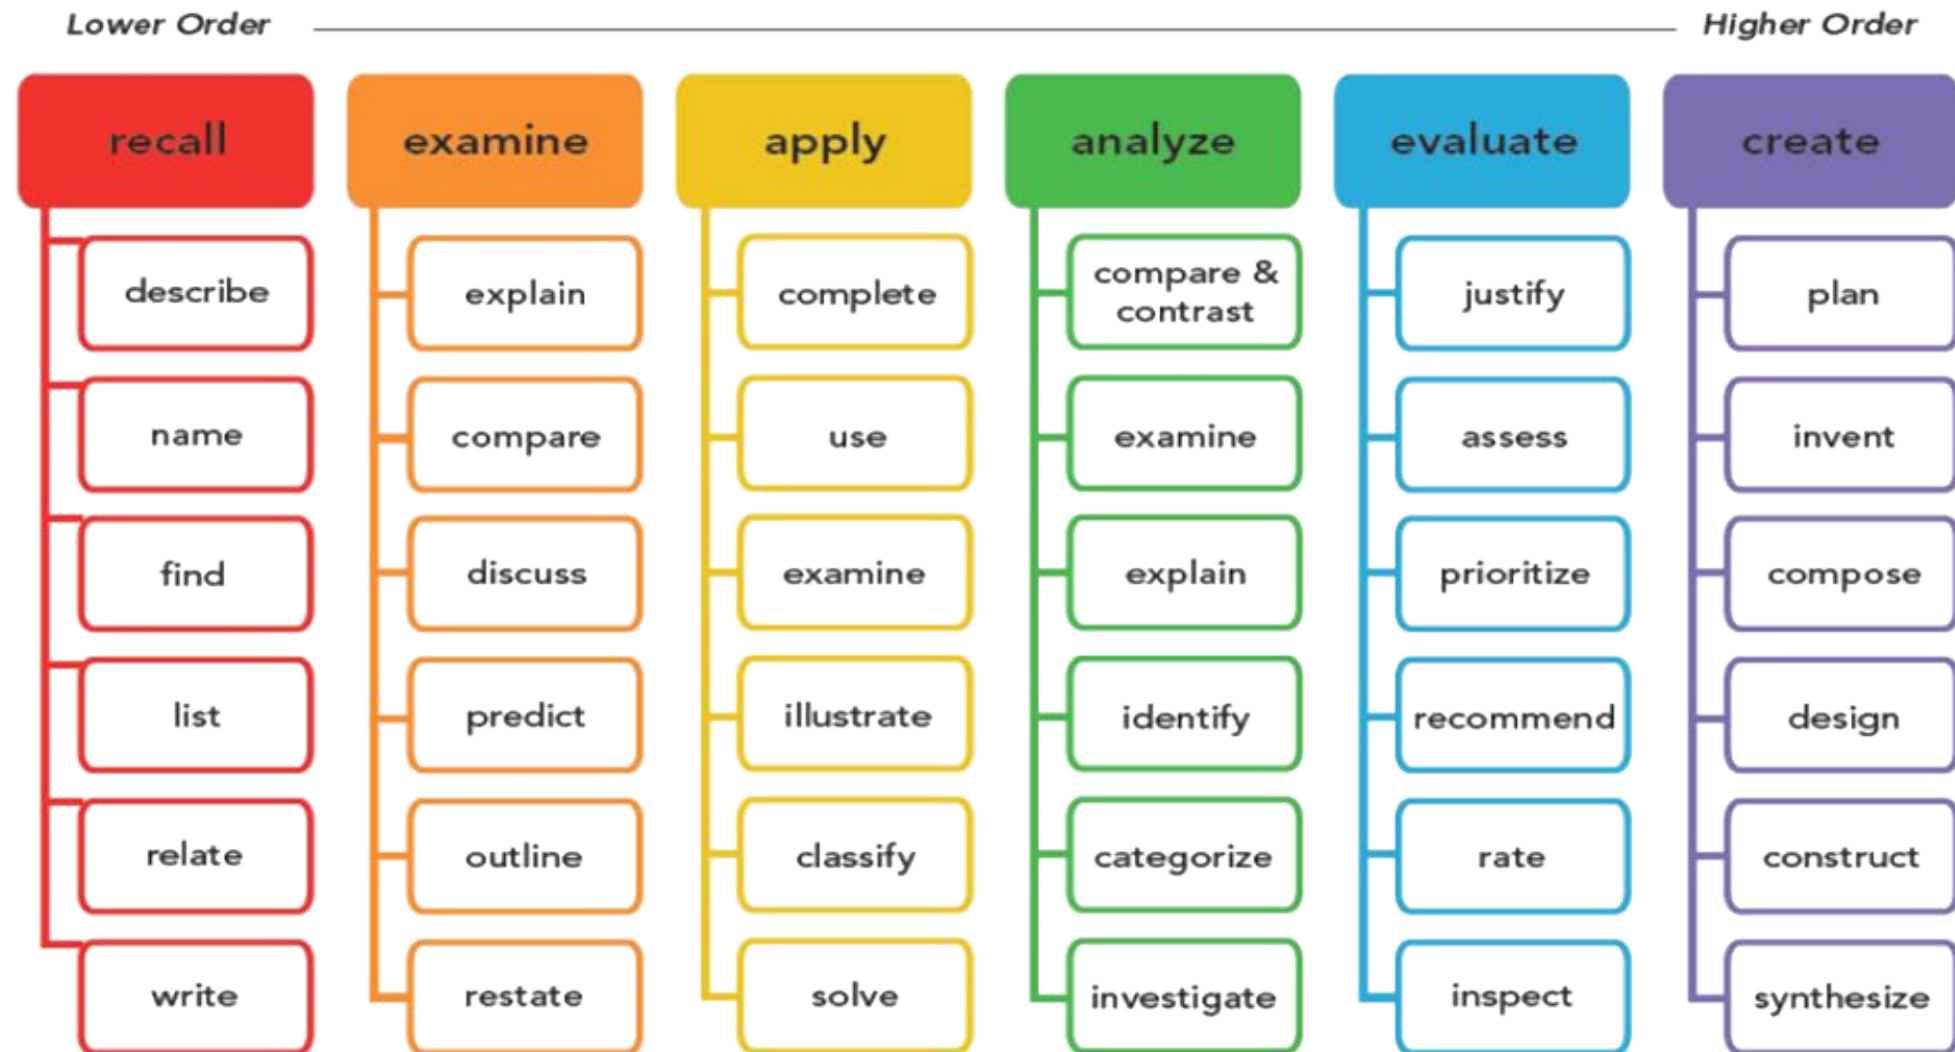 Lower Order
Higher Order
recall
examine
apply
analyze
evaluate
create
describe
explain
complete
compare &
contrast
justify
plan
name
compare
use
examine
assess
invent
find
discuss
examine
explain
prioritize
compose
list
predict
illustrate
identify
recommend
design
relate
outline
classify
categorize
rate
construct
write
restate
solve
investigate
inspect
synthesize